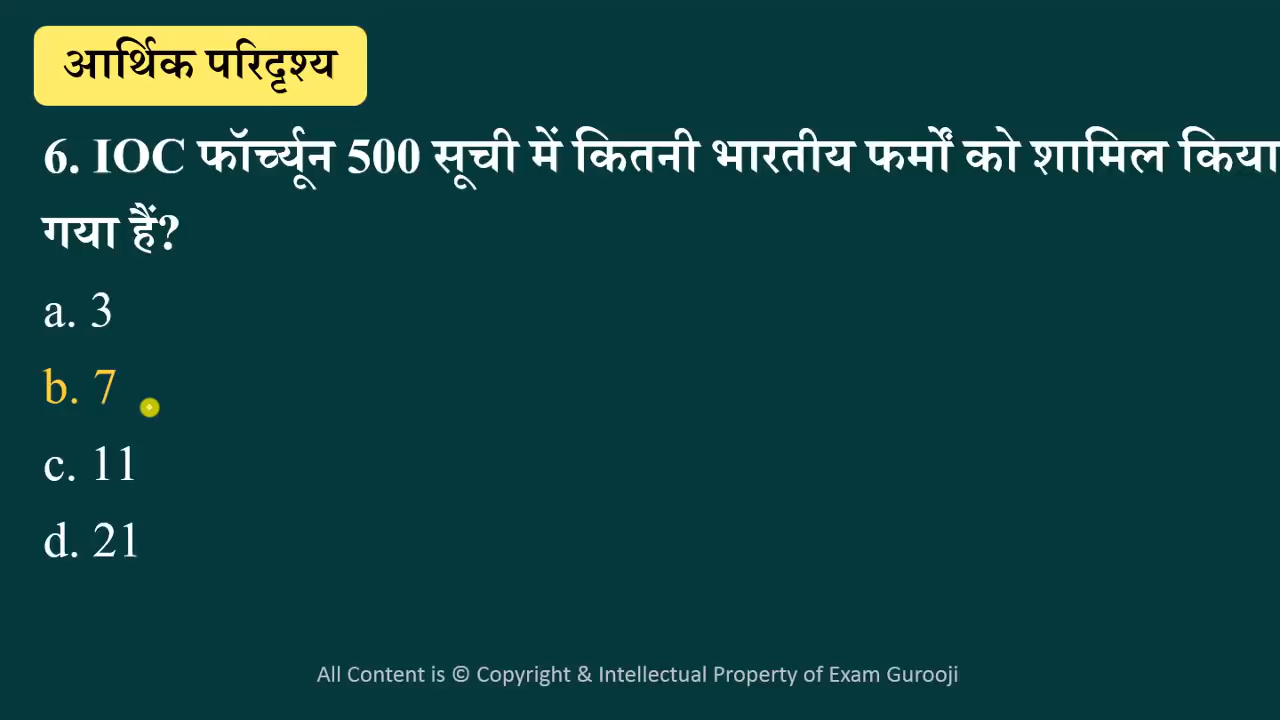 आर्थिक परिदृश्य
6. IOC फॉर्च्यून 500 सूची में कितनी भारतीय फर्मों को शामिल किया
गया हैं?
a. 3
b. 7
c. 11
d. 21
All Content is © Copyright & Intellectual Property of Exam Gurooji